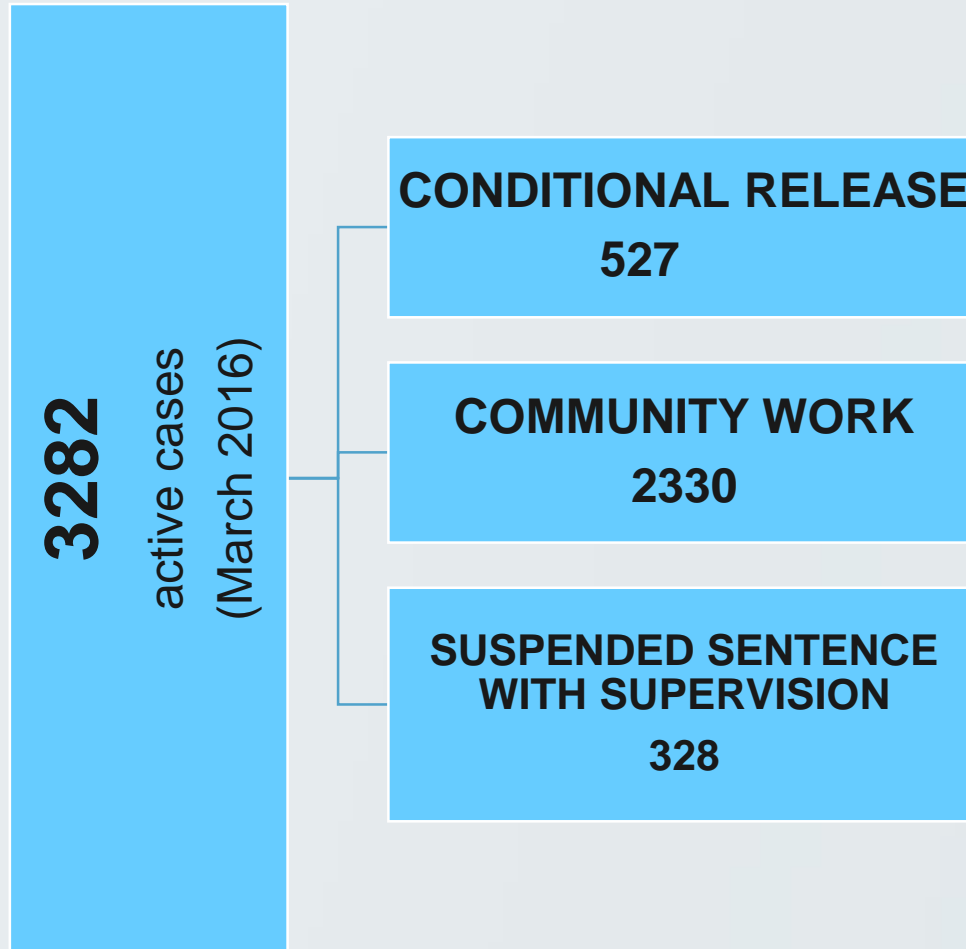 3282
active cases
(March 2016)
CONDITIONAL RELEASE
527
COMMUNITY WORK
2330
SUSPENDED SENTENCE
WITH SUPERVISION
328